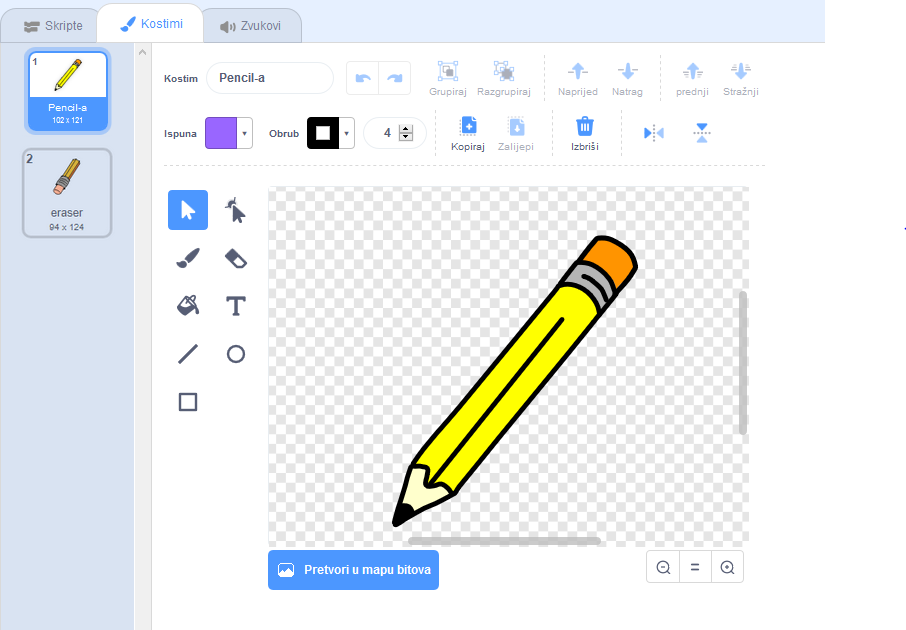 Skripte
Kostimi
Zvukovi
1
Pencil-a
102 x 121
2
eraser
94 x 124
Kostim
Pencil-a
Grupiraj
Razgrupiraj
Naprijed
Natrag
prednji
Stražnji
Ispuna
Obrub
4
Kopiraj
Zalijepi
Izbriši
T
Pretvori u mapu bitova
=